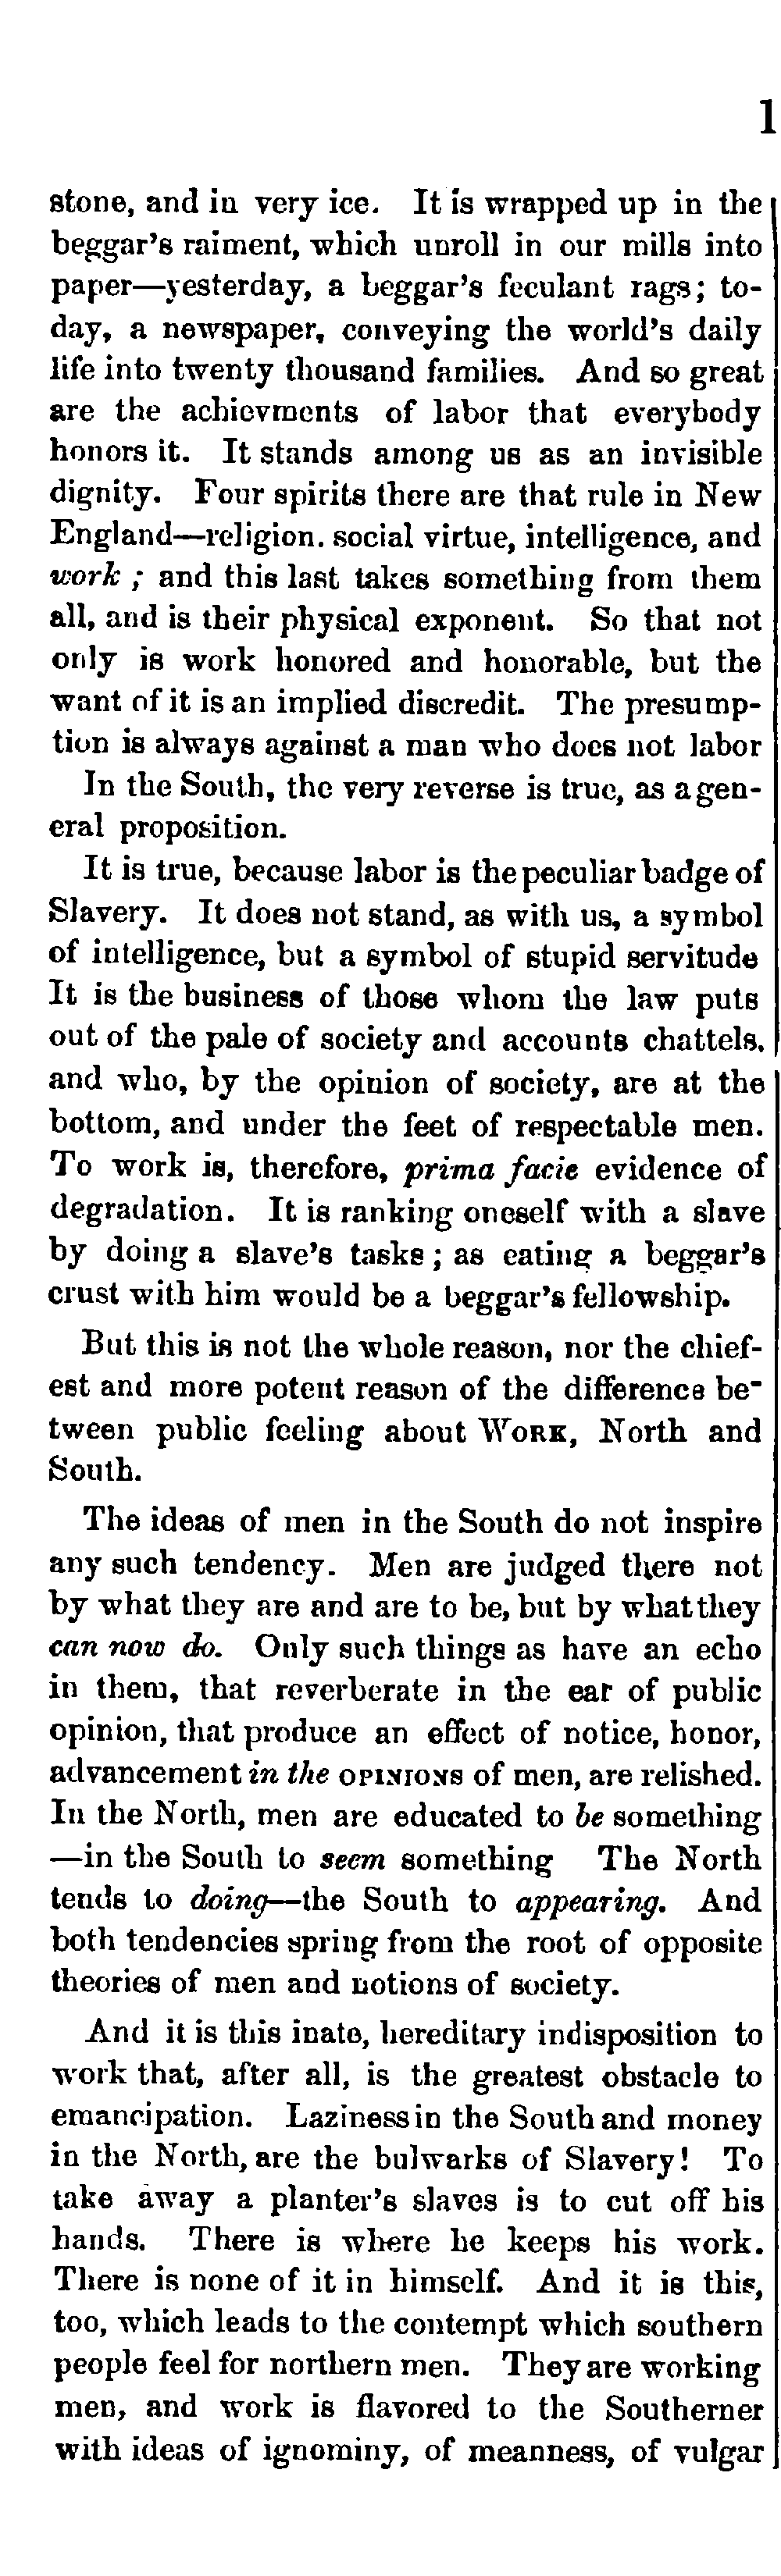 1
stone, and in very ice. It is wrapped up in the
beggar's raiment, which unroll in our mills into
paper—yesterday, a beggar's feculant rags; to-
day, a newspaper, conveying the world's daily
life into twenty thousand families. And so great
are the achievments of labor that everybody
honors it. It stands among us as an invisible
dignity. Four spirits there are that rule in New
England—religion. social virtue, intelligence, and
work; and this last takes something from them
all, and is their physical exponent. So that not
only is work honored and honorable, but the
want of it is an implied discredit. The presump-
tion is always against a man who does not labor
In the South, the very reverse is true, as a gen-
eral proposition.
It is true, because labor is the peculiar badge of
Slavery. It does not stand, as with us, a symbol
of intelligence, but a symbol of stupid servitude
It is the business of those whom the law puts
out of the pale of society and accounts chattels.
and who, by the opinion of society, are at the
bottom, and under the feet of respectable men.
To work is, therefore, prima facie evidence of
degradation. It is ranking oneself with a slave
by doing a slave's tasks; as eating a beggar's
crust with him would be a beggar's fellowship.
But this is not the whole reason, nor the chief-
est and more potent reason of the difference be-
tween public feeling about WORK, North and
South.
The ideas of men in the South do not inspire
any such tendency. Men are judged there not
by what they are and are to be, but by what they
can now do. Only such things as have an echo
in them, that reverberate in the ear of public
opinion, that produce an effect of notice, honor,
advancement in the OPINIONS of men, are relished.
In the North, men are educated to be something
—in the South to seem something The North
tends to doing—the South to appearing. And
both tendencies spring from the root of opposite
theories of men and notions of society.
And it is this inate, hereditary indisposition to
work that, after all, is the greatest obstacle to
emancipation. Laziness in the South and money
in the North, are the bulwarks of Slavery! To
take away a planter's slaves is to cut off his
hands. There is where he keeps his work.
There is none of it in himself. And it is this,
too, which leads to the contempt which southern
people feel for northern men. They are working
men, and work is flavored to the Southerner
with ideas of ignominy, of meanness, of vulgar